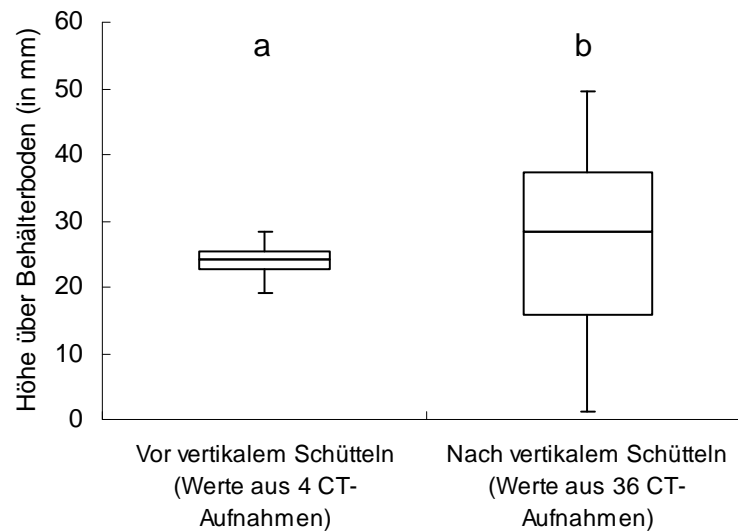 60
a
b
50
40
30
20
10
0
Höhe über Behälterboden (in mm)
Vor vertikalem Schütteln
(Werte aus 4 CT-
Aufnahmen)
Nach vertikalem Schütteln
(Werte aus 36 CT-
Aufnahmen)